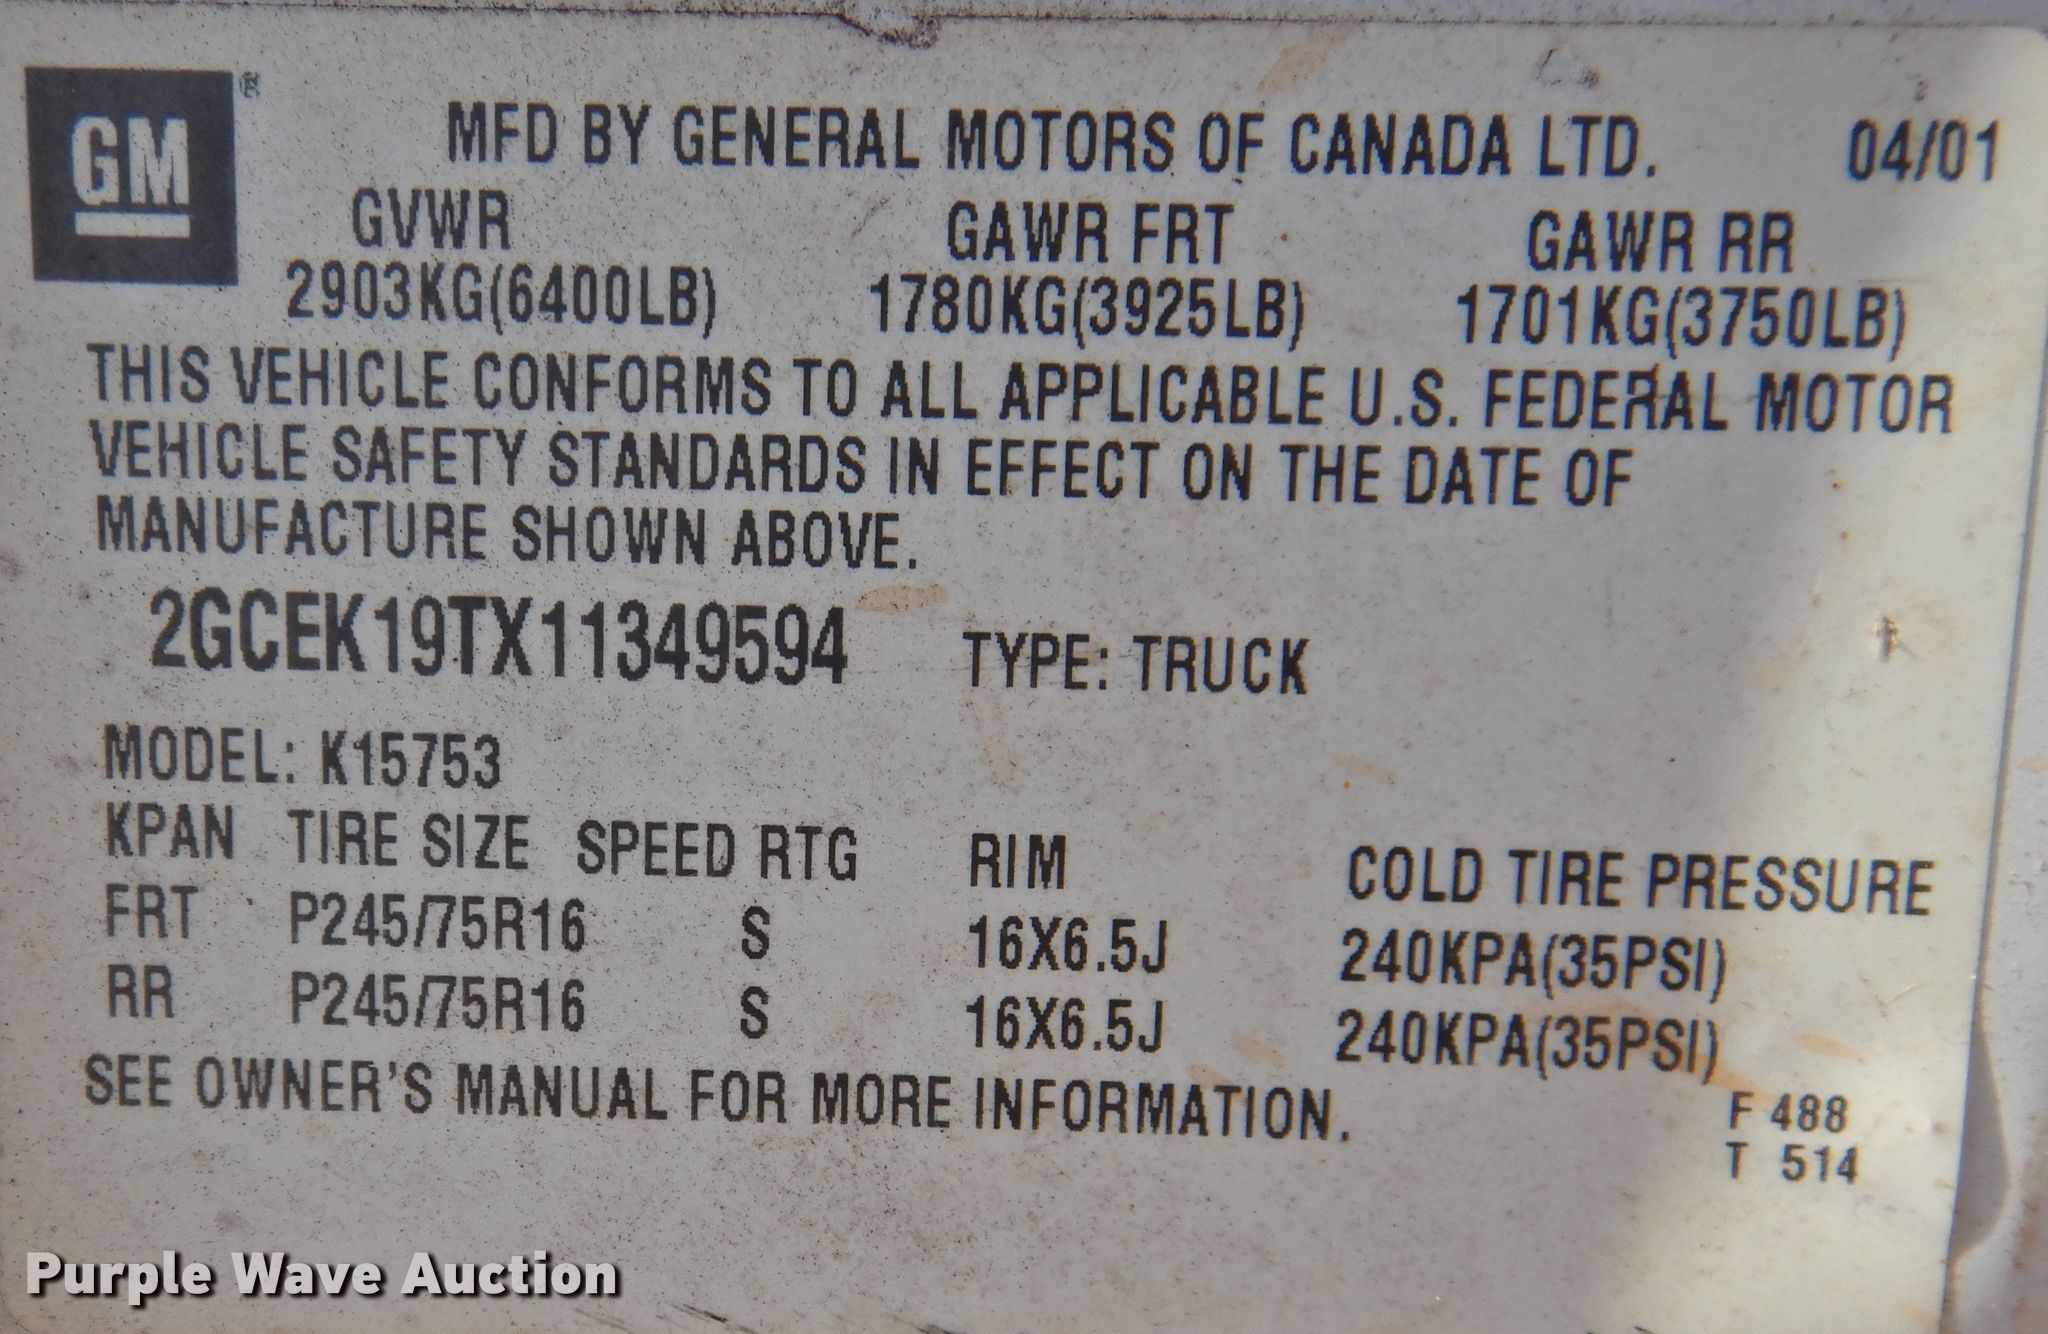 GM®
MFD BY GENERAL MOTORS OF CANADA LTD. 04/01
GVWR GAWR FRT GAWR RR
2903KG(6400LB) 1780KG(3925LB) 1701KG(3750LB)
THIS VEHICLE CONFORMS TO ALL APPLICABLE U.S. FEDERAL MOTOR
VEHICLE SAFETY STANDARDS IN EFFECT ON THE DATE OF
MANUFACTURE SHOWN ABOVE.
2GCEK19TX11349594 TYPE: TRUCK
MODEL: K15753
KPAN TIRE SIZE SPEED RTG RIM COLD TIRE PRESSURE
FRT P245/75R16 S 16X6.5J 240KPA(35PSI)
RR P245/75R16 S 16X6.5J 240KPA(35PSI)
SEE OWNER'S MANUAL FOR MORE INFORMATION.
F 488
T 514
Purple Wave Auction